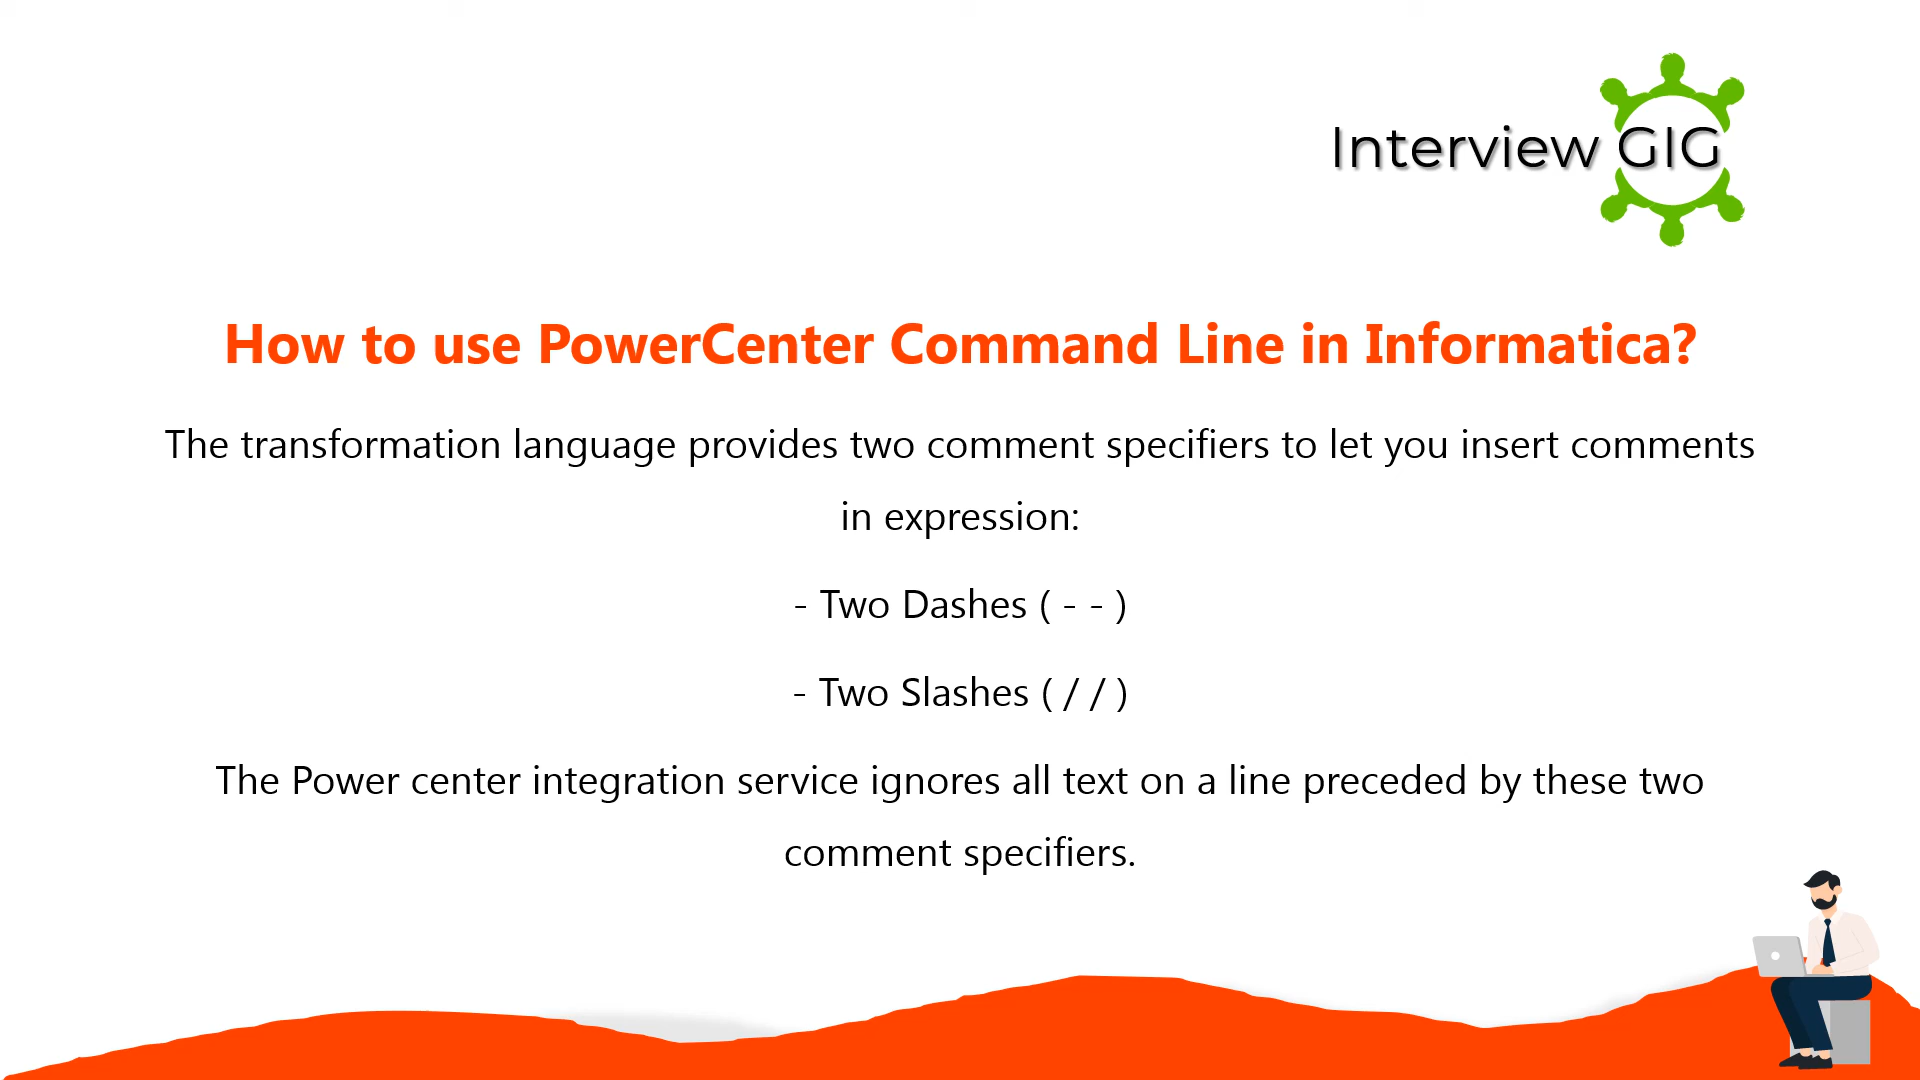 Interview GIG
How to use PowerCenter Command Line in Informatica?
The transformation language provides two comment specifiers to let you insert comments
in expression:
- Two Dashes ( - - )
- Two Slashes ( / / )
The Power center integration service ignores all text on a line preceded by these two
comment specifiers.